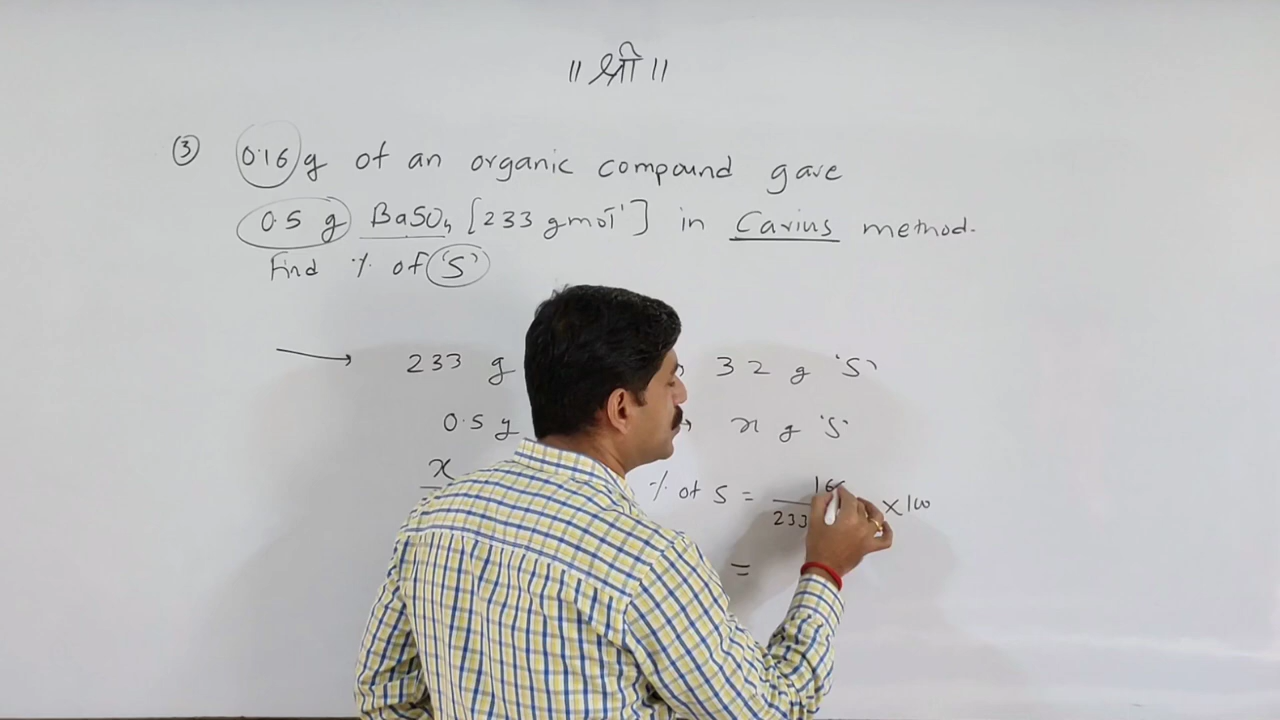 ॥ श्री ॥
③ 0.16 g of an organic compound gave
0.5 g BaSO4 [233 gmol-1] in Carius method.
Find % of 'S'
→ 233 g 32 g 'S'
0.5 g → x g 'S'
x % of S = 16 / 233 × 100
=